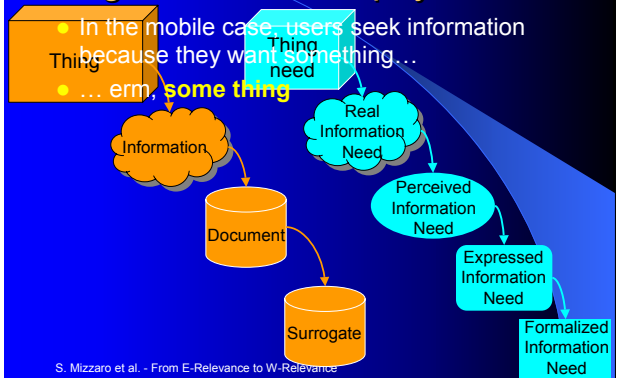 In the mobile case, users seek information
because they want something…
… erm, some thing
Thing
Thing
need
Information
Real
Information
Need
Document
Perceived
Information
Need
Surrogate
Expressed
Information
Need
Formalized
Information
Need
S. Mizzaro et al. - From E-Relevance to W-Relevance